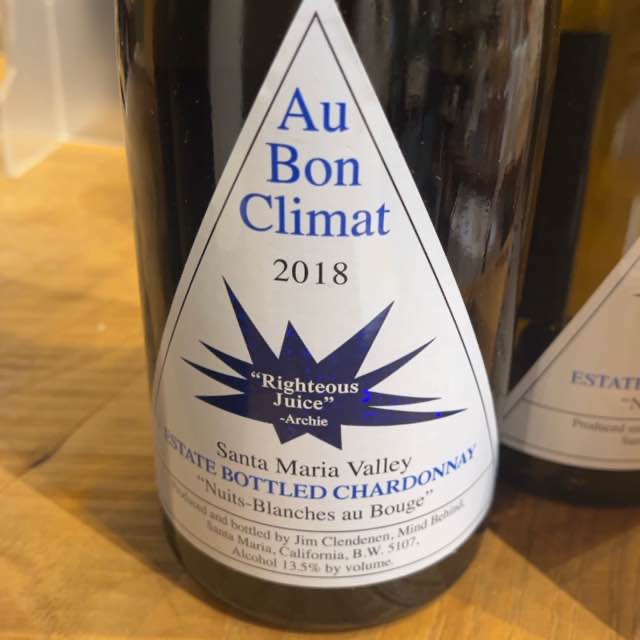 Au
Bon
Climat
2018
"Righteous
Juice"
-Archie
Santa Maria Valley
ESTATE BOTTLED CHARDONNAY
"Nuits-Blanches au Bouge"
and bottled by Jim Clendenen, Mind Behind.
Santa Maria, California, B.W. 5107.
Alcohol 13.5% by volume.
ESTATE
Produced